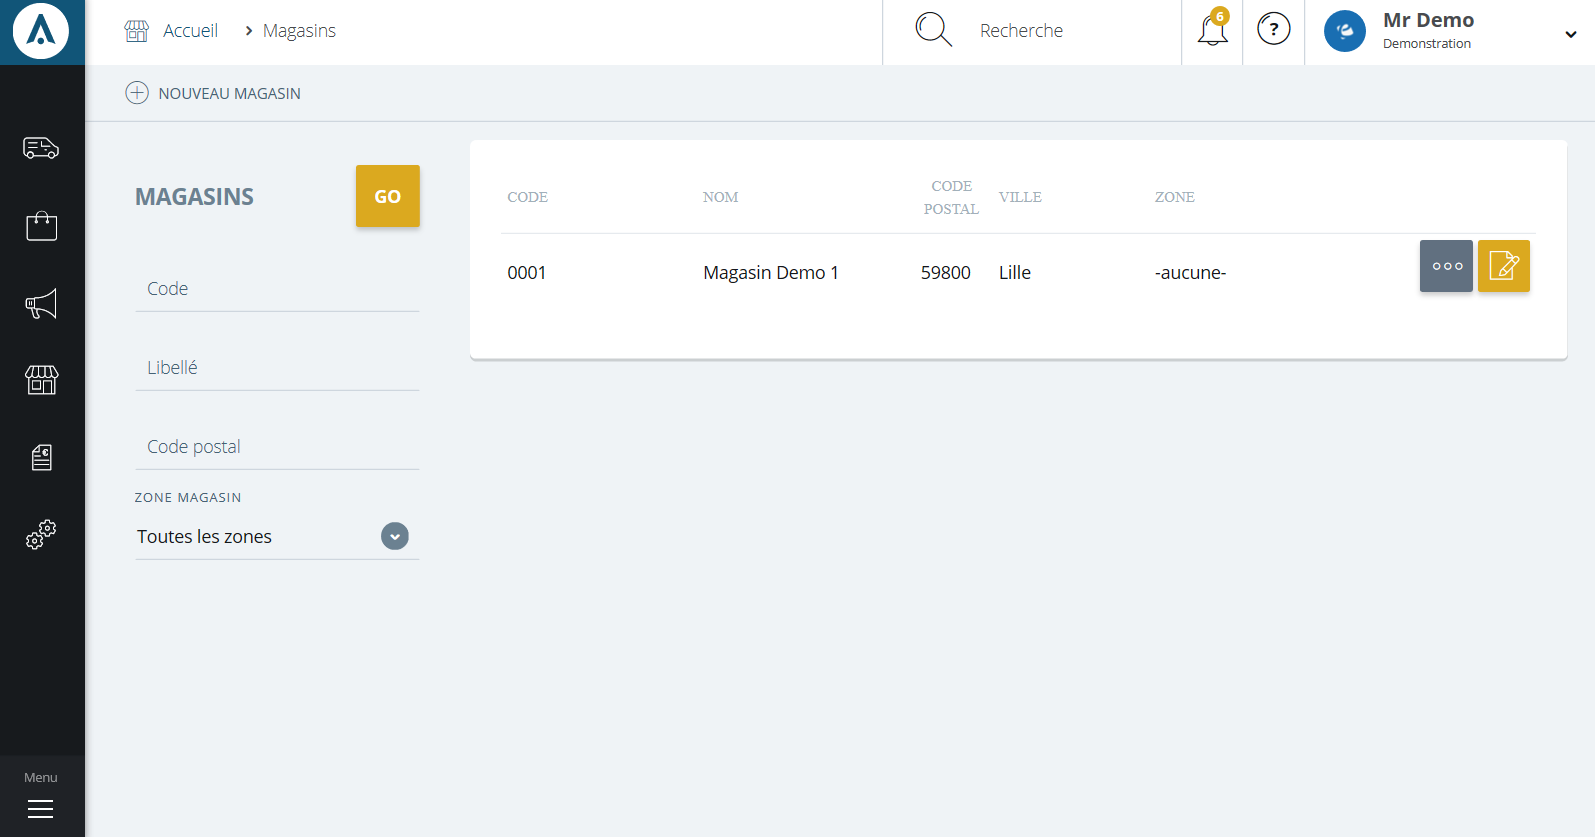 Accueil
Magasins
Recherche
6
?
Mr Demo
Demonstration
NOUVEAU MAGASIN
MAGASINS
GO
Code
Libellé
Code postal
ZONE MAGASIN
Toutes les zones
CODE
NOM
CODE
POSTAL
VILLE
ZONE
0001
Magasin Demo 1
59800
Lille
-aucune-
Menu